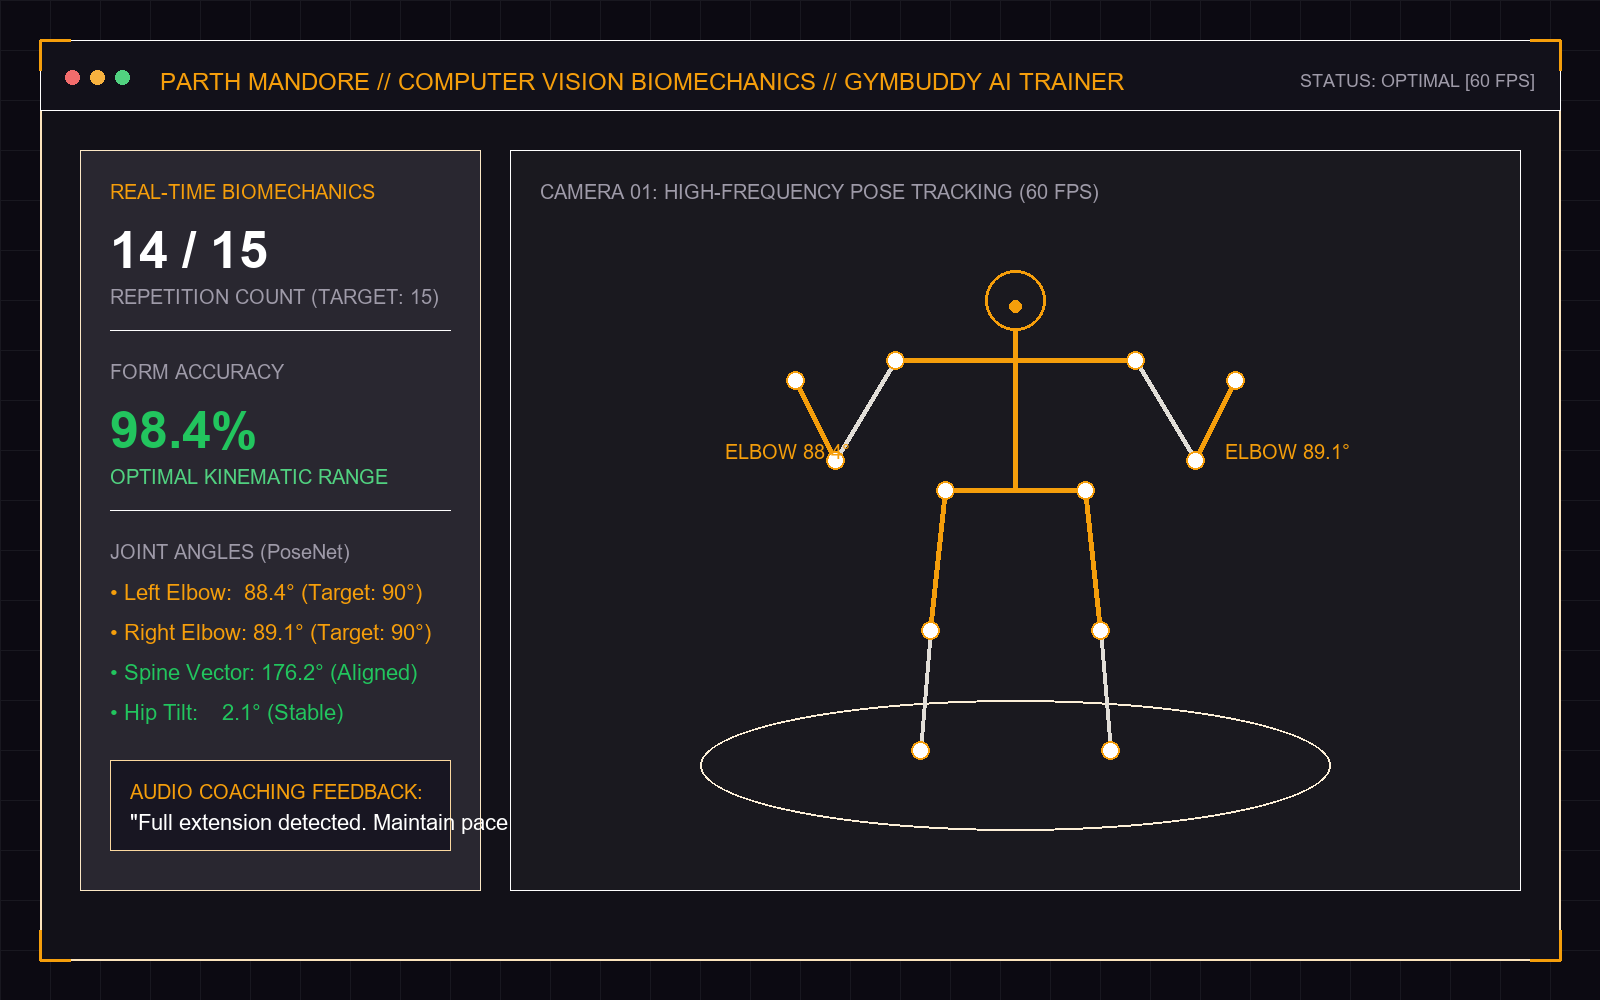 PARTH MANDORE // COMPUTER VISION BIOMECHANICS // GYMBUDDY AI TRAINER
STATUS: OPTIMAL [60 FPS]
REAL-TIME BIOMECHANICS
14 / 15
REPETITION COUNT (TARGET: 15)
FORM ACCURACY
98.4%
OPTIMAL KINEMATIC RANGE
JOINT ANGLES (PoseNet)
• Left Elbow: 88.4° (Target: 90°)
• Right Elbow: 89.1° (Target: 90°)
• Spine Vector: 176.2° (Aligned)
• Hip Tilt: 2.1° (Stable)
AUDIO COACHING FEEDBACK:
"Full extension detected. Maintain pace
CAMERA 01: HIGH-FREQUENCY POSE TRACKING (60 FPS)
ELBOW 88.4°
ELBOW 89.1°